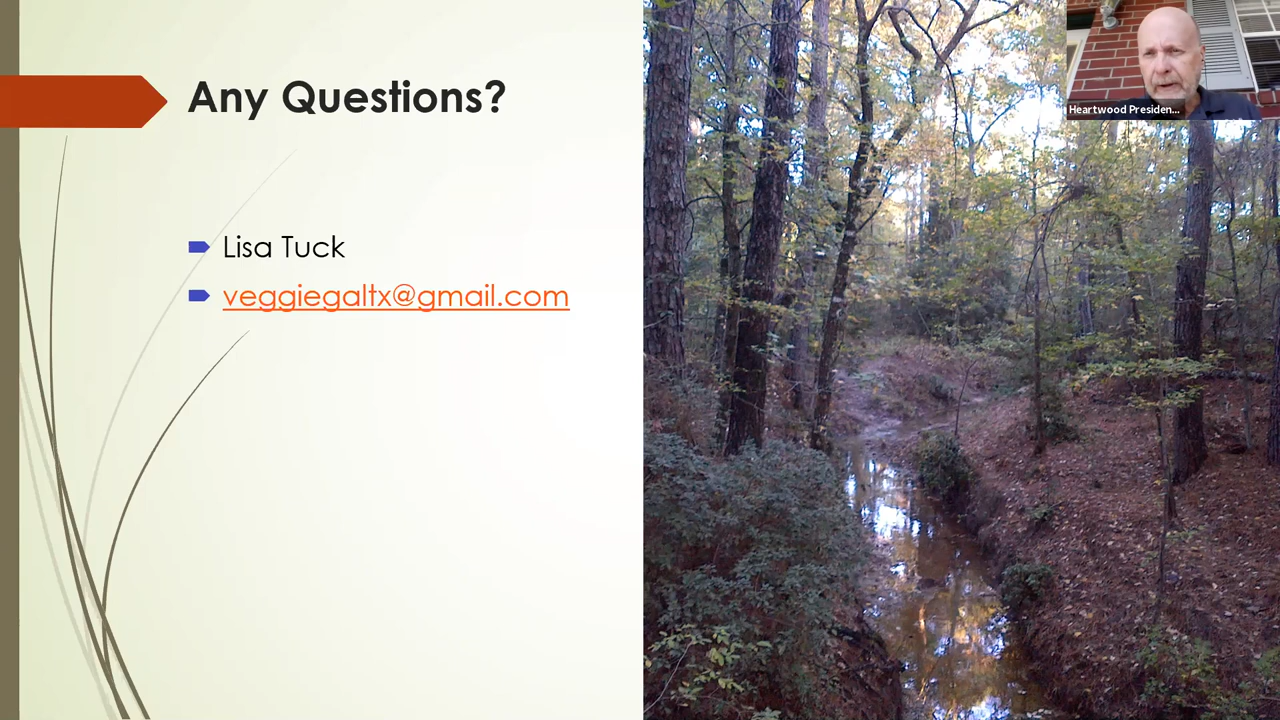 Any Questions?
Lisa Tuck
veggiegaltx@gmail.com
Heartwood Presiden...